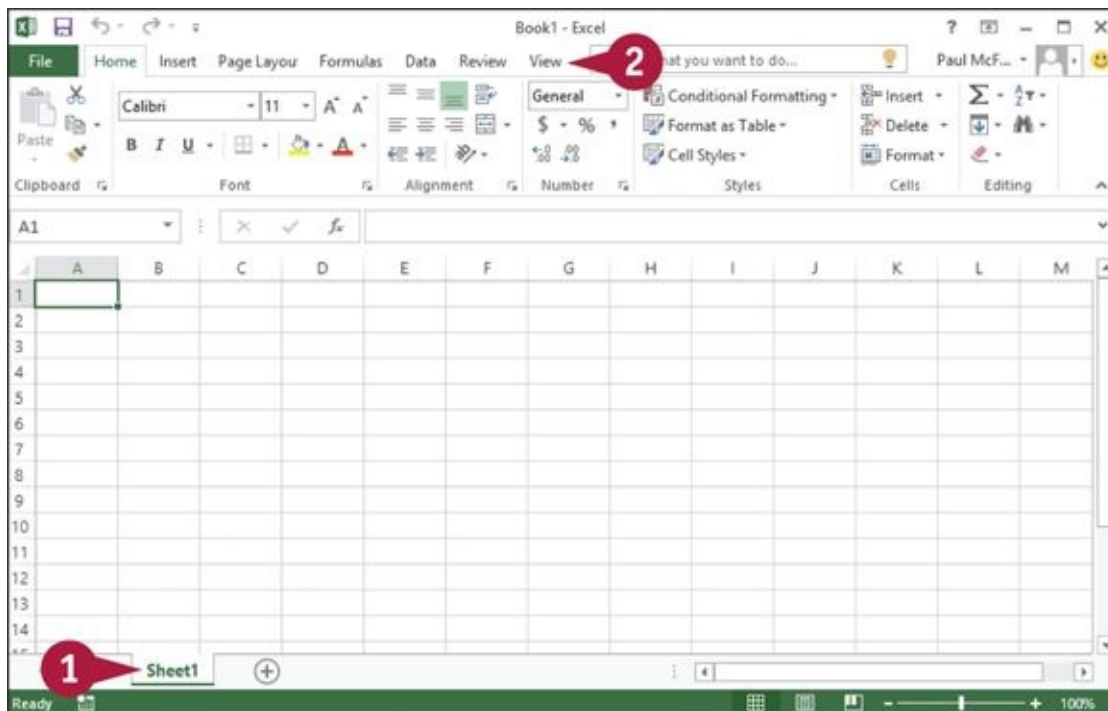 Book1 - Excel ?
File Home Insert Page Layout Formulas Data Review View 2 hat you want to do... Paul McF...
Paste
Calibri 11 A A
B I U A
General
$ % ,
Conditional Formatting
Format as Table
Cell Styles
Insert
Delete
Format
Σ A Z
Clipboard Font Alignment Number Styles Cells Editing
A1 fx
A B C D E F G H I J K L M
1
2
3
4
5
6
7
8
9
10
11
12
13
14
1 Sheet1
Ready 100%